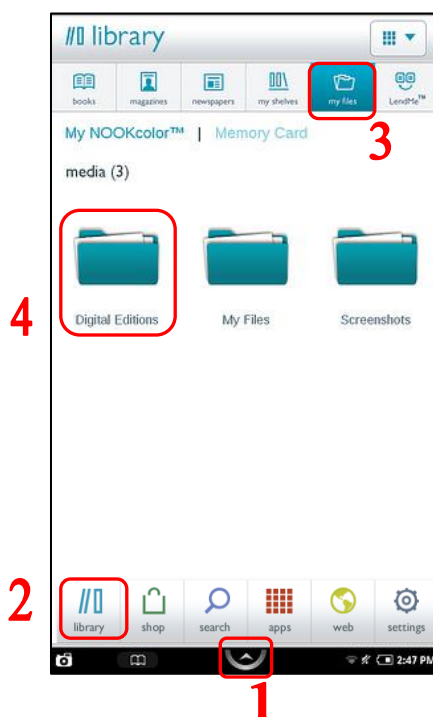 library
books magazines newspapers my shelves my files LendMe™
3
My NOOKcolor™ | Memory Card
media (3)
4
Digital Editions My Files Screenshots
2
library shop search apps web settings
2:47 PM
1